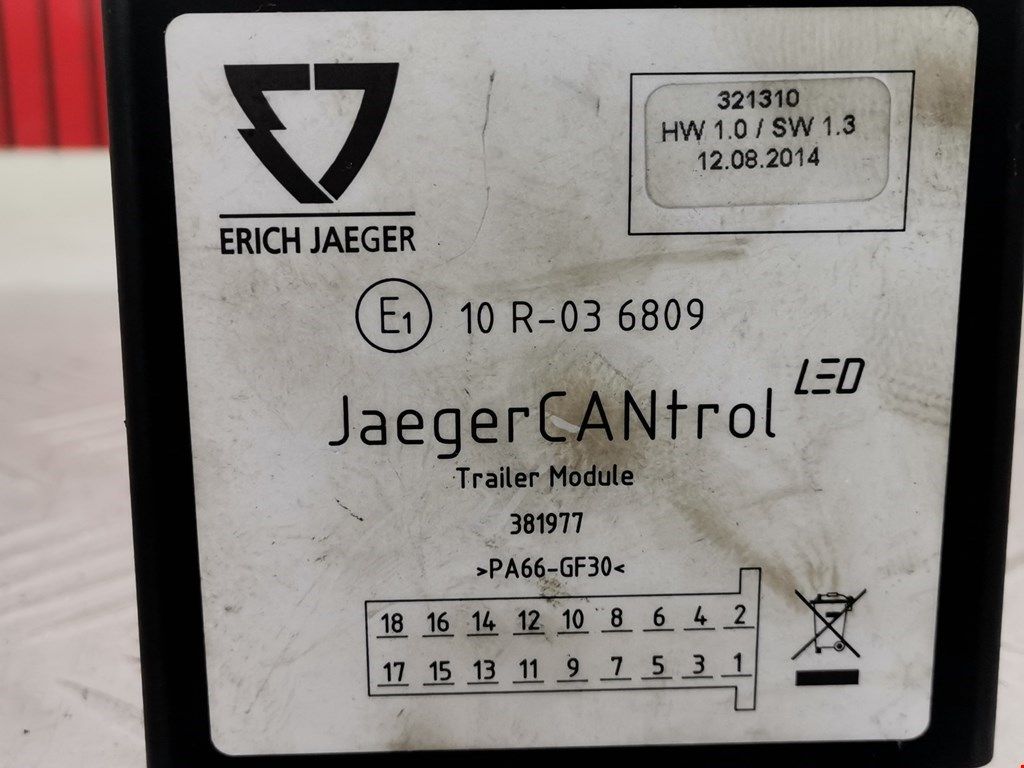 ERICH JAEGER
321310
HW 1.0 / SW 1.3
12.08.2014
E1 10 R-03 6809
JaegerCANtrol LED
Trailer Module
381977
>PA66-GF30<
18 16 14 12 10 8 6 4 2
17 15 13 11 9 7 5 3 1